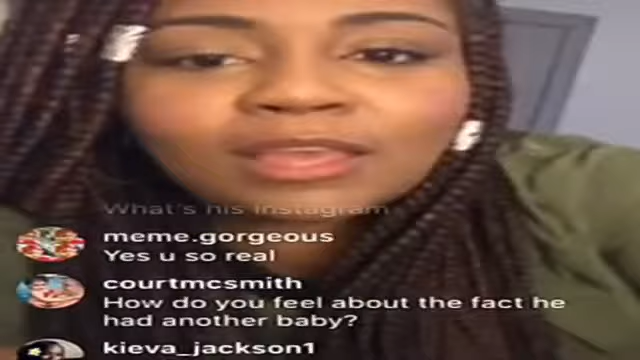 What's his instagram
meme.gorgeous
Yes u so real
courtmcsmith
How do you feel about the fact he
had another baby?
kieva_jackson1